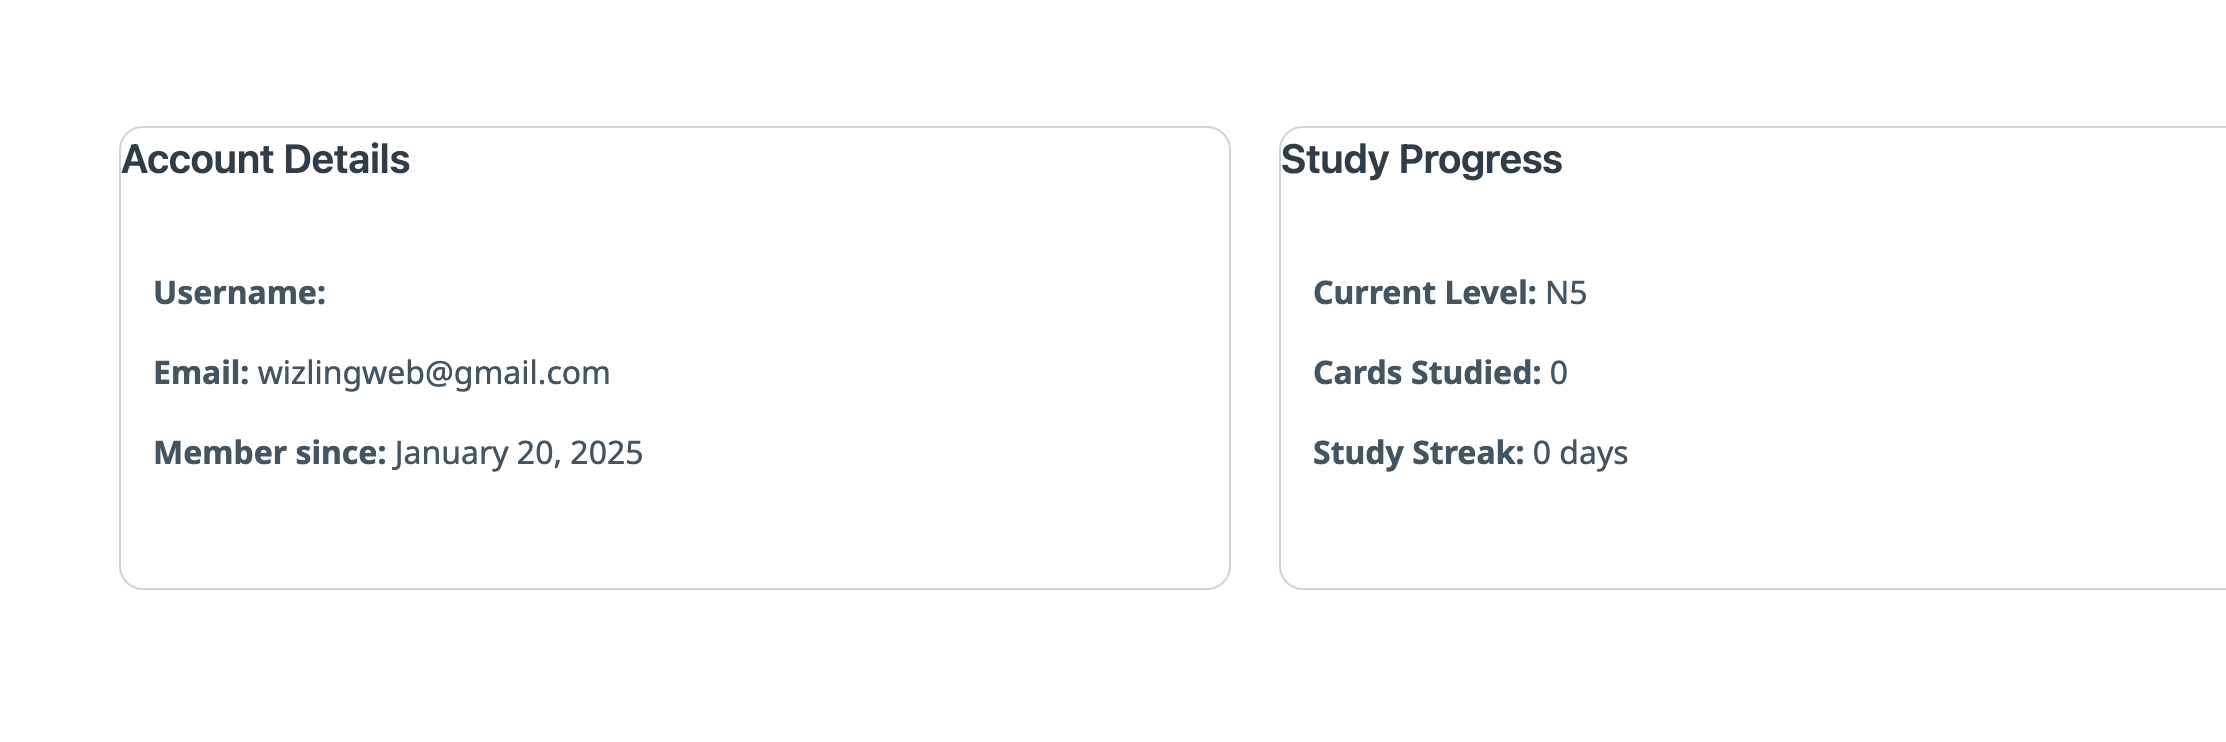 Account Details
Username:
Email: wizlingweb@gmail.com
Member since: January 20, 2025
Study Progress
Current Level: N5
Cards Studied: 0
Study Streak: 0 days